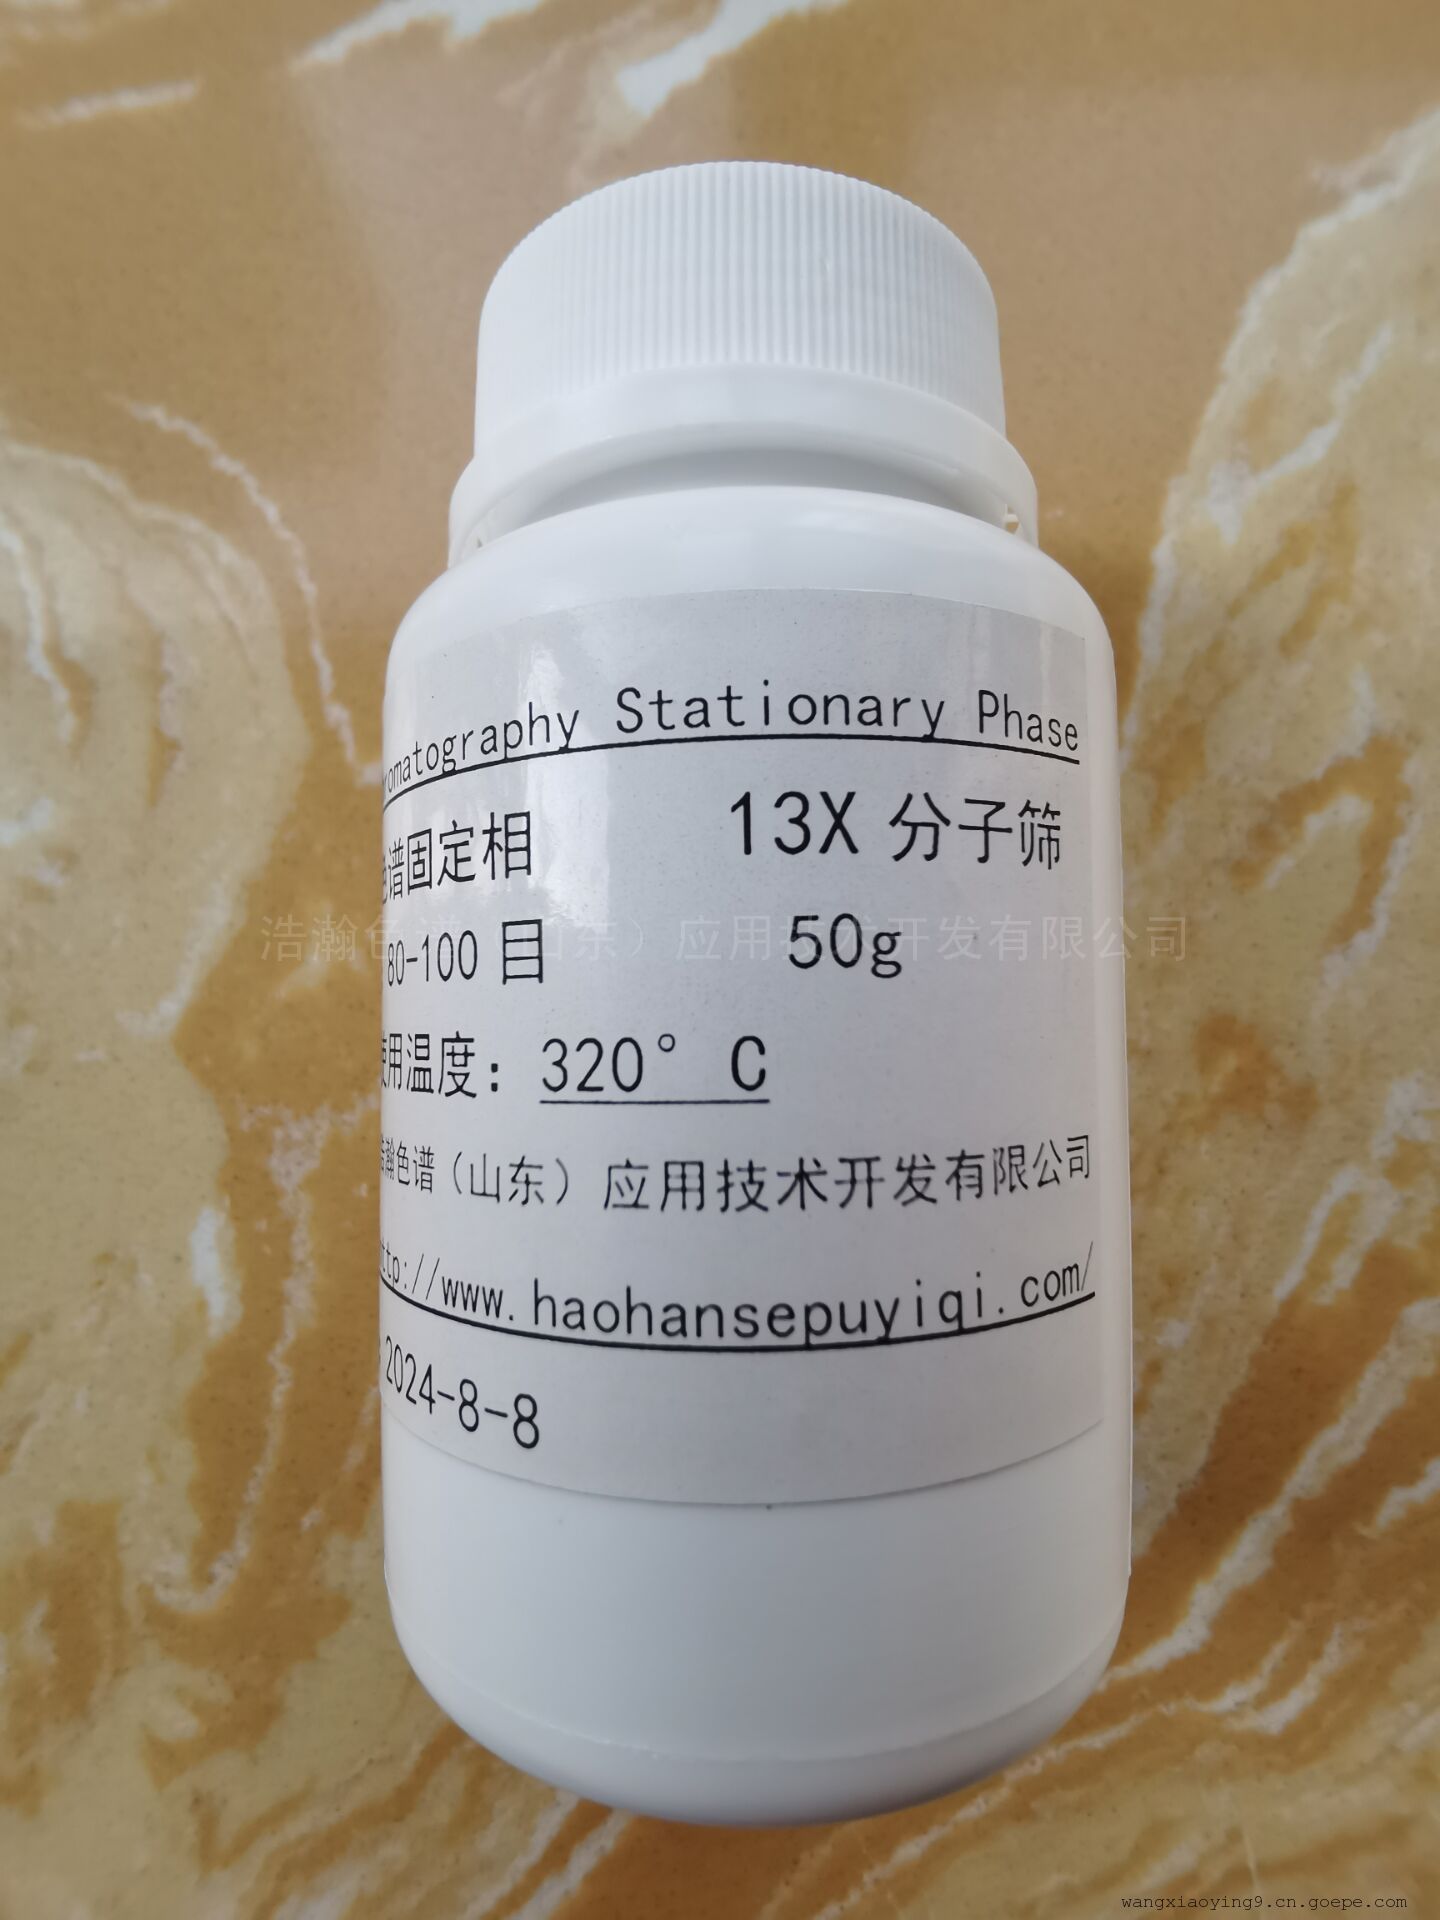 romatography Stationary Phase
色谱固定相 13X 分子筛
80-100 目 50g
使用温度: 320° C
浩瀚色谱（山东）应用技术开发有限公司
ttp://www.haohansepuyiqi.com/
2024-8-8
浩瀚色谱（山东）应用技术开发有限公司
wangxiaoying9.cn.goepe.com